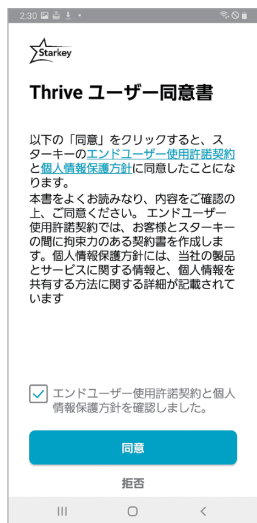 2:30
Starkey
Thrive ユーザー同意書
以下の「同意」をクリックすると、ス
ターキーのエンドユーザー使用許諾契約
と個人情報保護方針に同意したことにな
ります。
本書をよくお読みなり、内容をご確認の
上、ご同意ください。 エンドユーザー
使用許諾契約では、お客様とスターキー
の間に拘束力のある契約書を作成しま
す。個人情報保護方針には、当社の製品
とサービスに関する情報と、個人情報を
共有する方法に関する詳細が記載されて
います
エンドユーザー使用許諾契約と個人
情報保護方針を確認しました。
同意
拒否